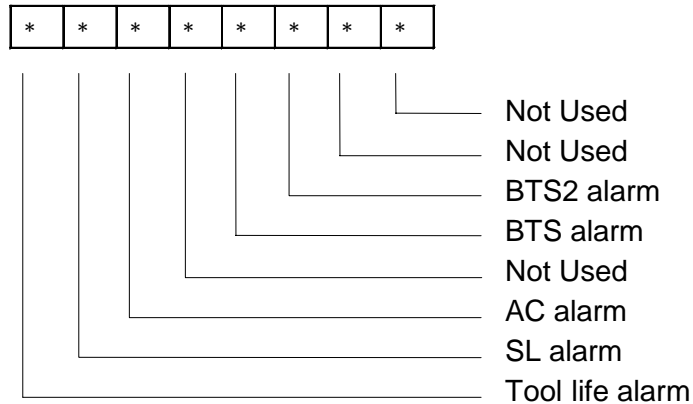 * * * * * * * *
Not Used
Not Used
BTS2 alarm
BTS alarm
Not Used
AC alarm
SL alarm
Tool life alarm